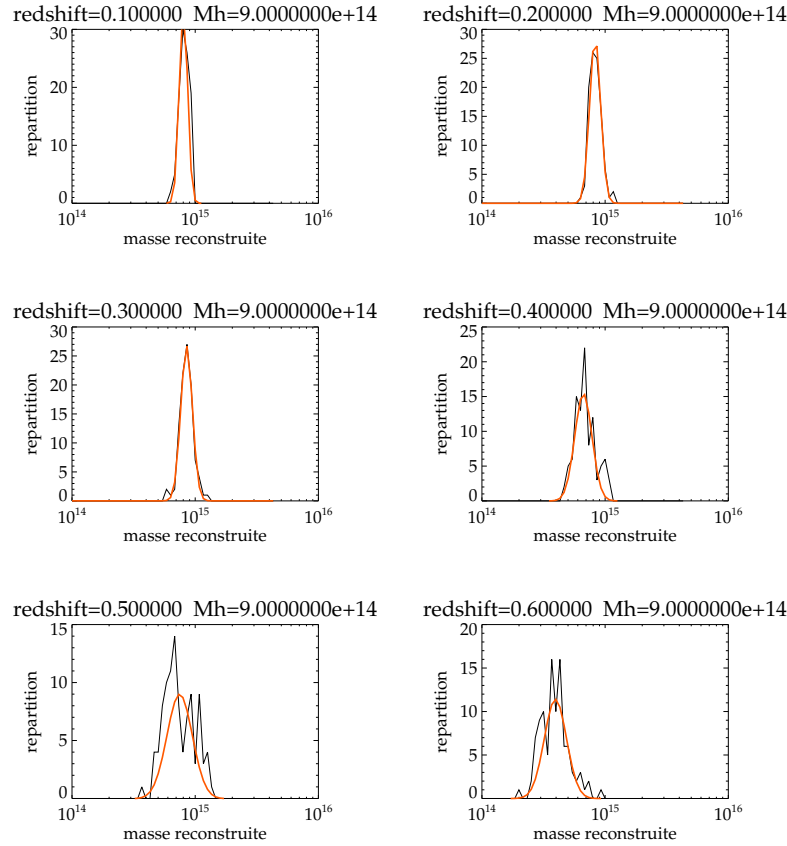 redshift=0.100000 Mh=9.0000000e+14
30
20
10
0
repartition
10^14
10^15
10^16
masse reconstruite
redshift=0.200000 Mh=9.0000000e+14
30
25
20
15
10
5
0
repartition
10^14
10^15
10^16
masse reconstruite
redshift=0.300000 Mh=9.0000000e+14
30
25
20
15
10
5
0
repartition
10^14
10^15
10^16
masse reconstruite
redshift=0.400000 Mh=9.0000000e+14
25
20
15
10
5
0
repartition
10^14
10^15
10^16
masse reconstruite
redshift=0.500000 Mh=9.0000000e+14
15
10
5
0
repartition
10^14
10^15
10^16
masse reconstruite
redshift=0.600000 Mh=9.0000000e+14
20
15
10
5
0
repartition
10^14
10^15
10^16
masse reconstruite